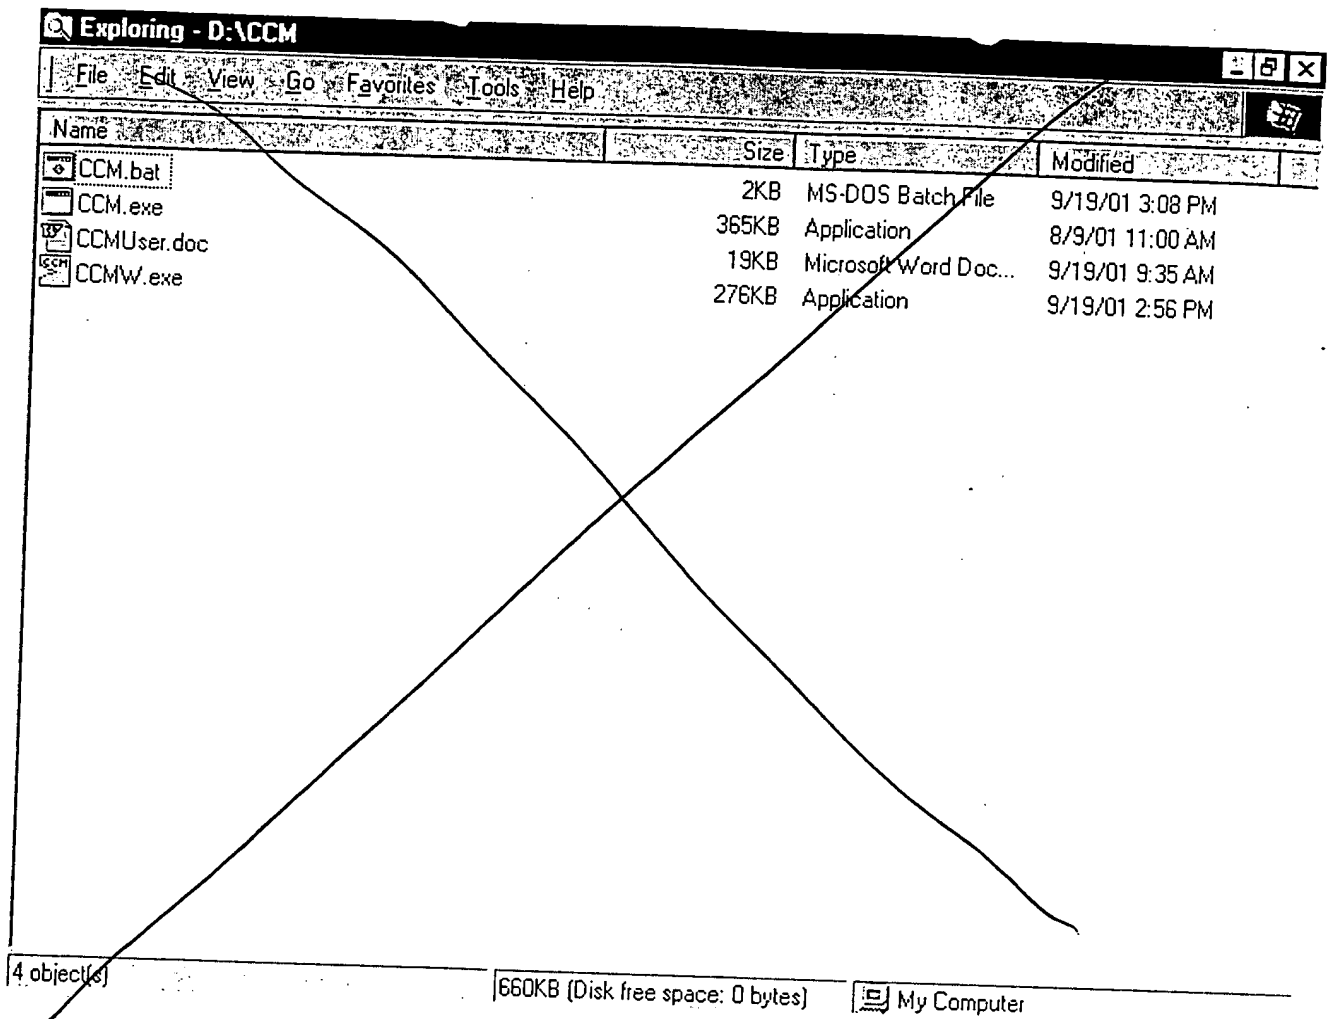 Exploring - D:\CCM
File Edit View Go Favorites Tools Help
Name Size Type Modified
CCM.bat 2KB MS-DOS Batch File 9/19/01 3:08 PM
CCM.exe 365KB Application 8/9/01 11:00 AM
CCMUser.doc 19KB Microsoft Word Doc... 9/19/01 9:35 AM
CCMW.exe 276KB Application 9/19/01 2:56 PM
4 object(s) 660KB (Disk free space: 0 bytes) My Computer